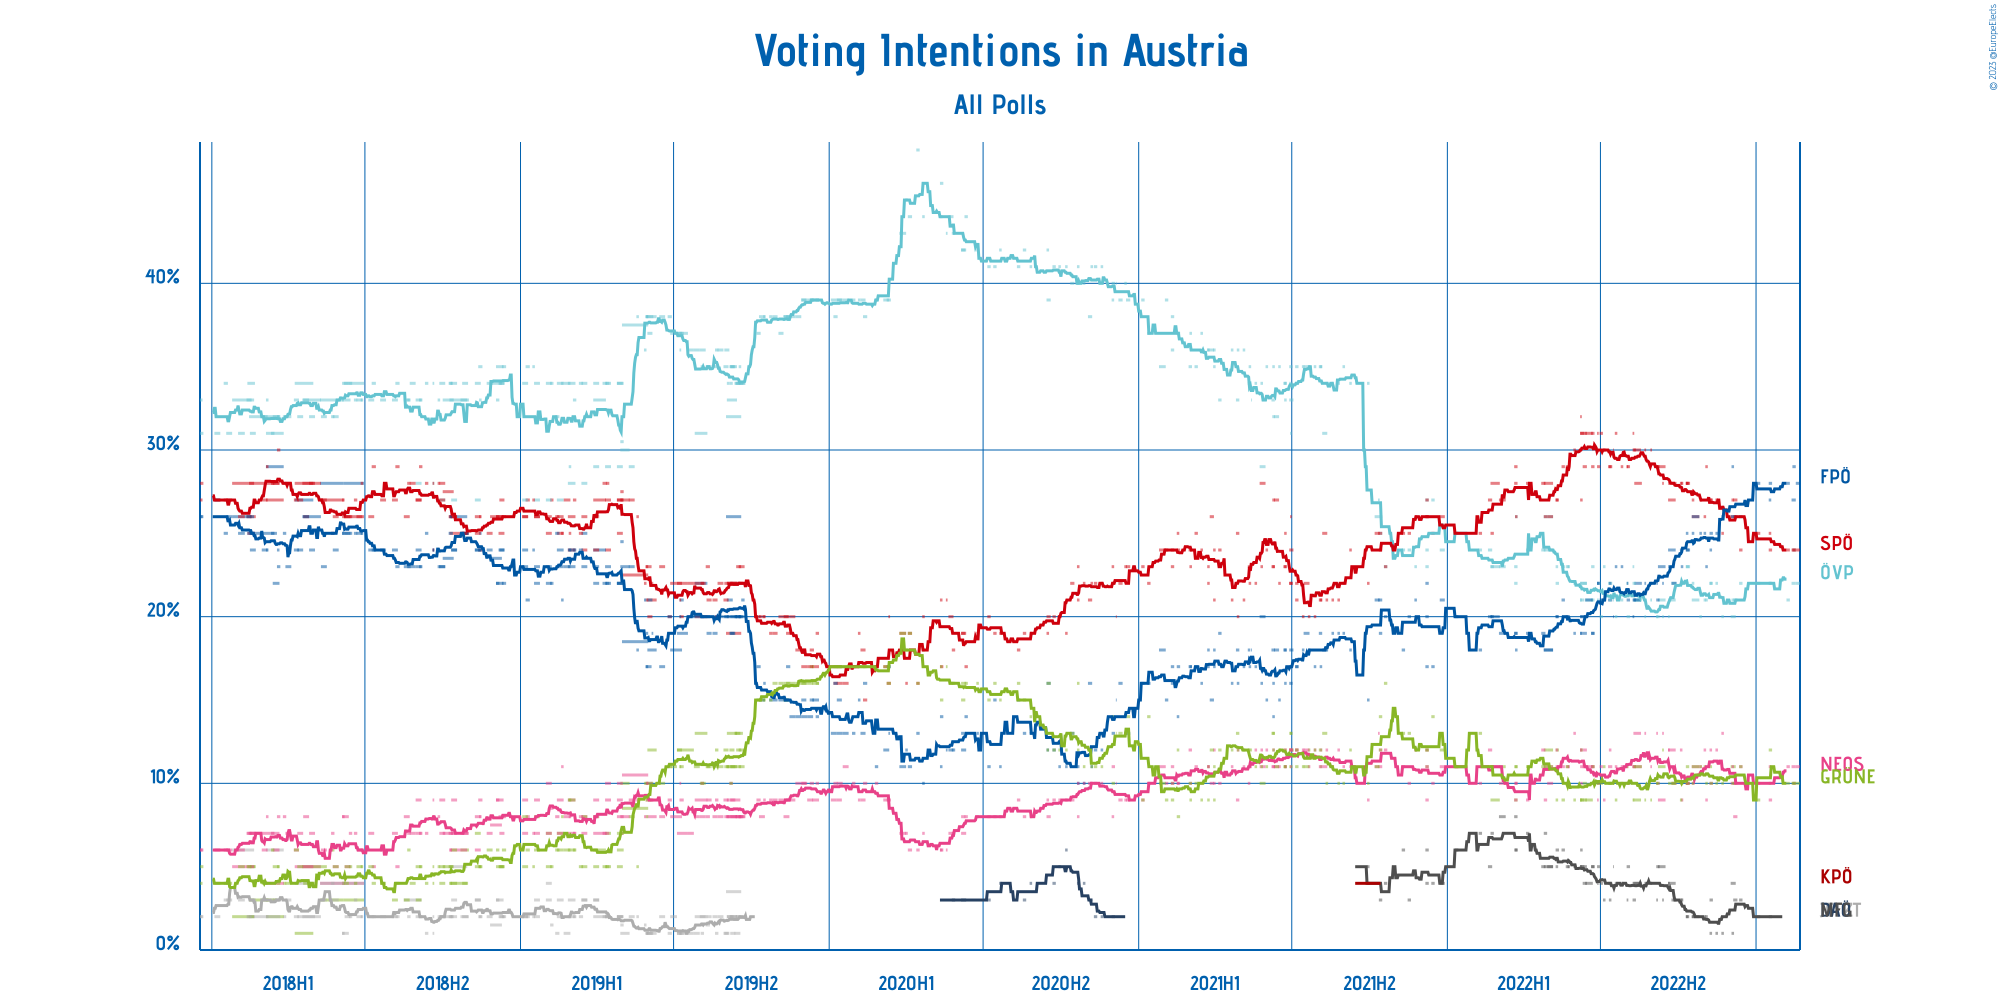 © 2023 @EuropeElects
Voting Intentions in Austria
All Polls
40%
30%
20%
10%
0%
FPÖ
SPÖ
ÖVP
NEOS
GRÜNE
KPÖ
2018H1 2018H2 2019H1 2019H2 2020H1 2020H2 2021H1 2021H2 2022H1 2022H2